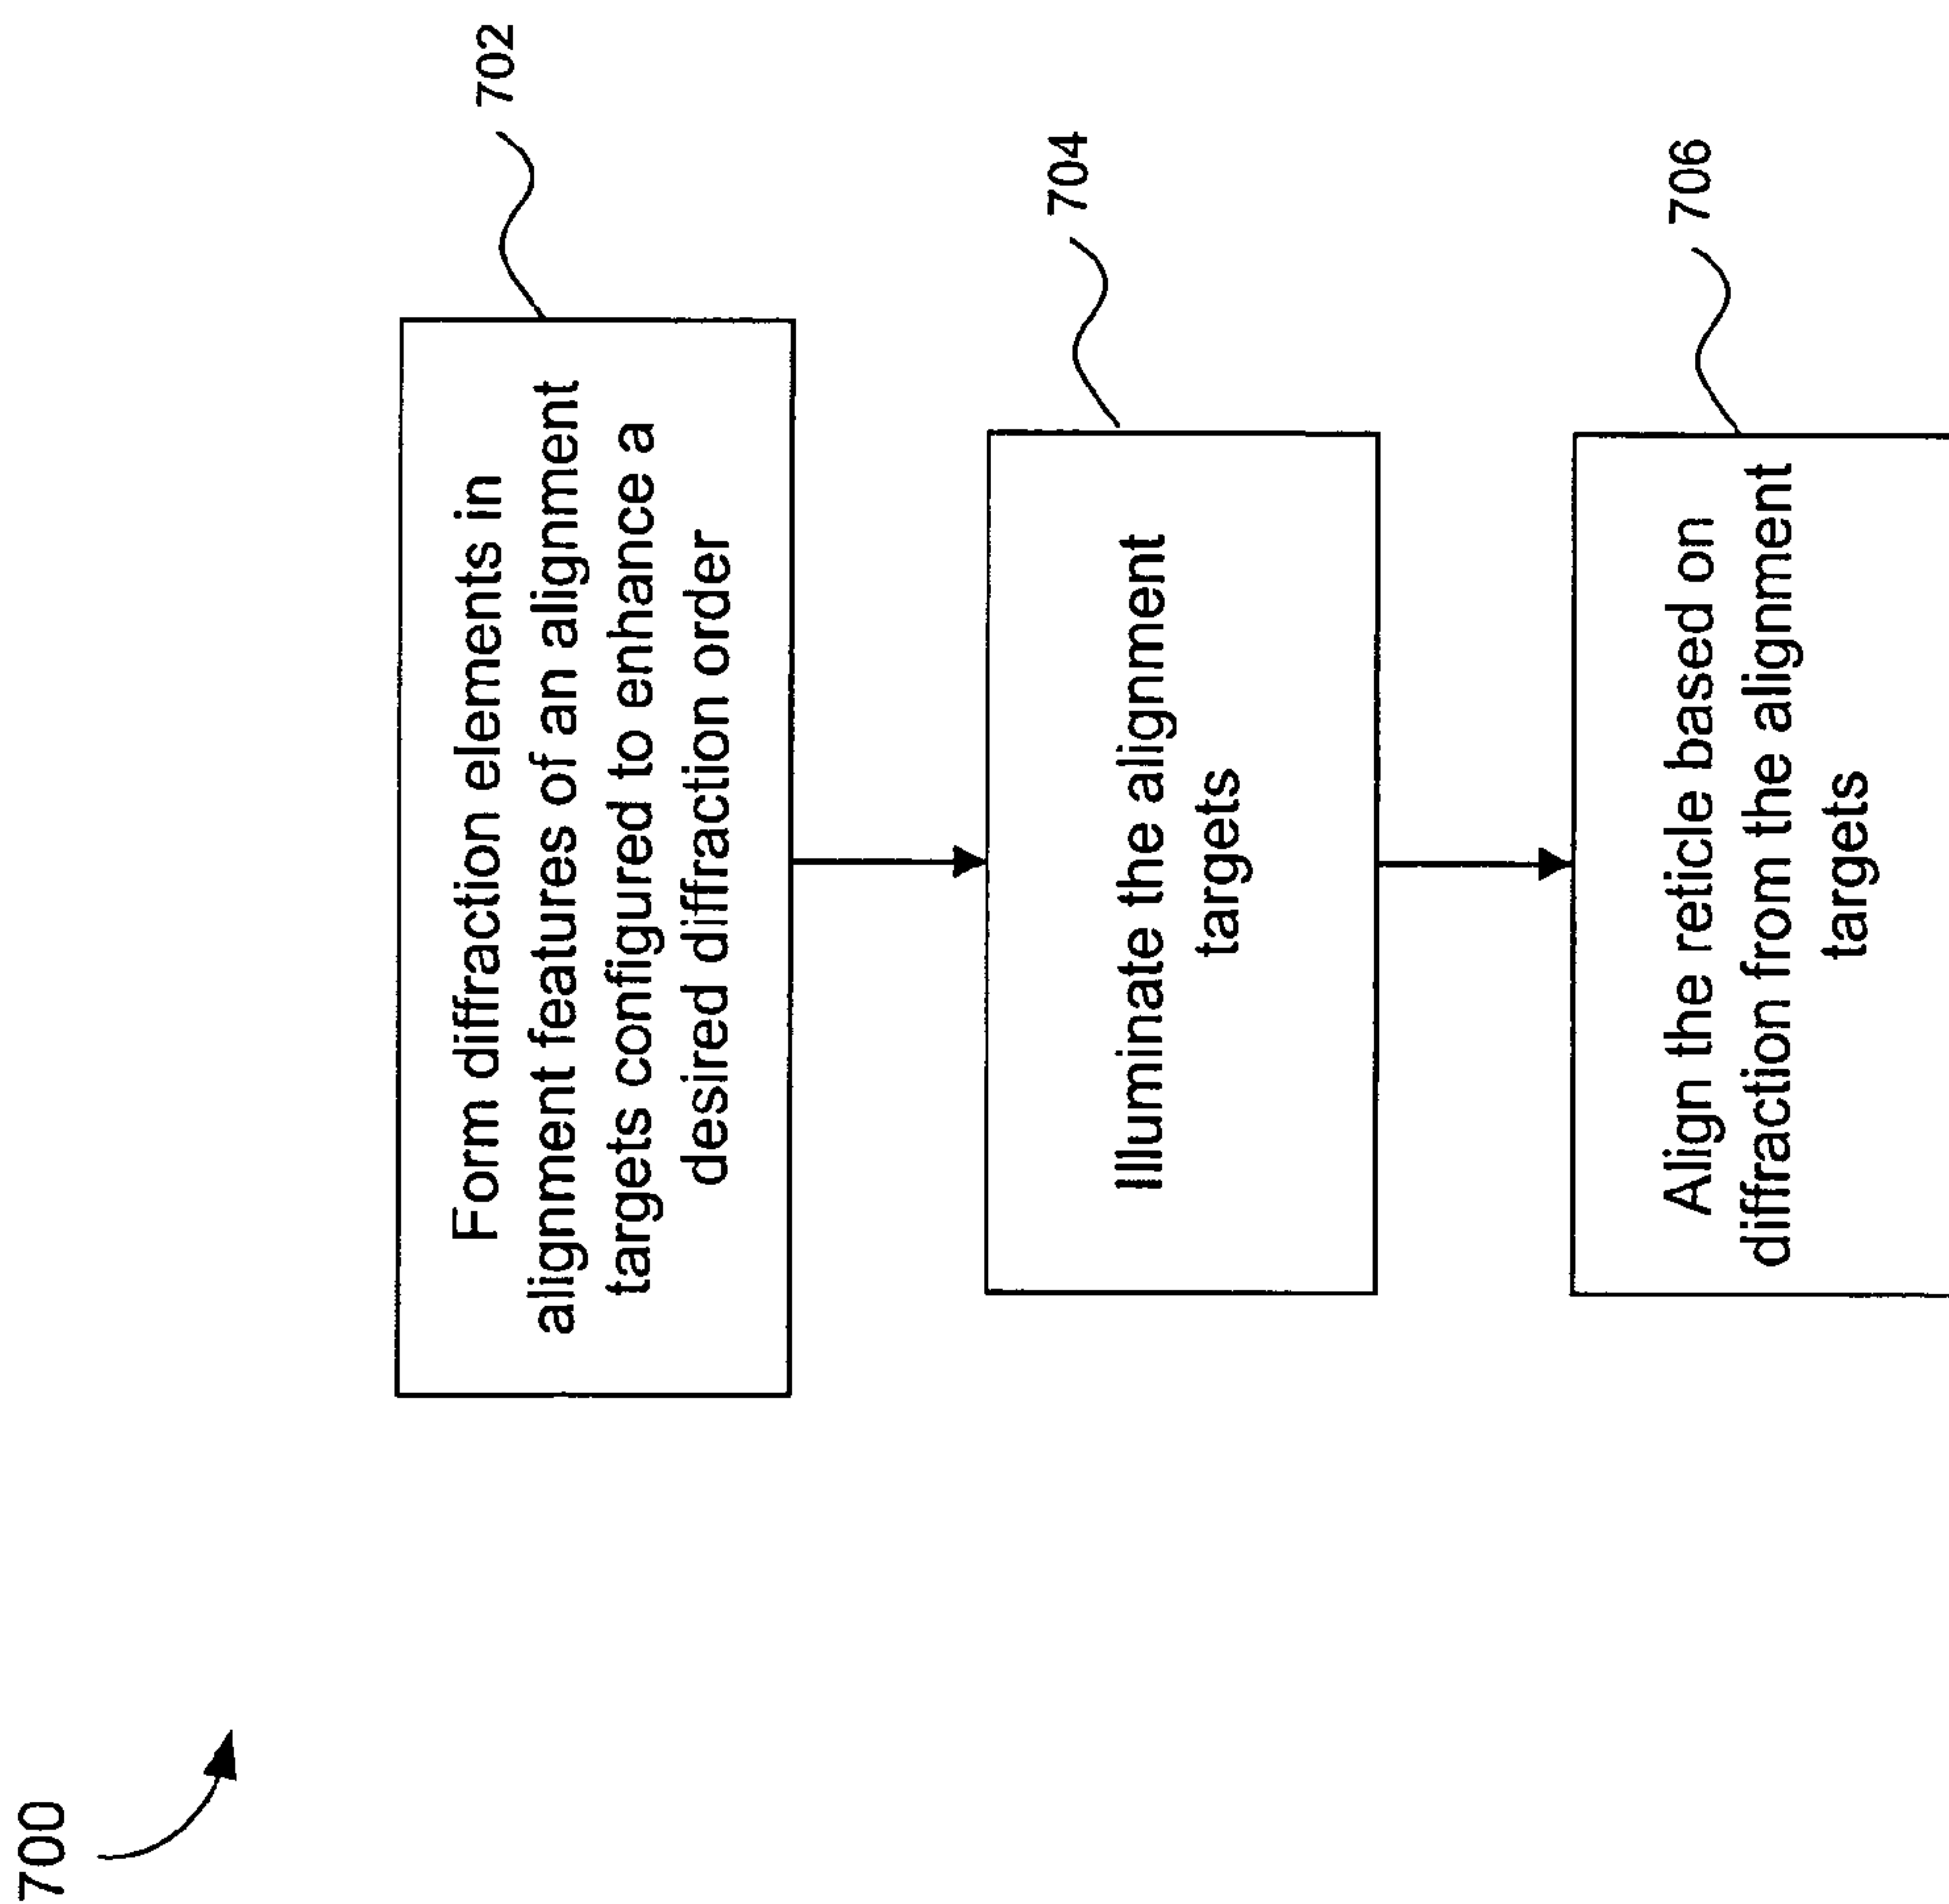 700
702
Form diffraction elements in
alignment features of an alignment
targets configured to enhance a
desired diffraction order
704
Illuminate the alignment
targets
706
Align the reticle based on
diffraction from the alignment
targets